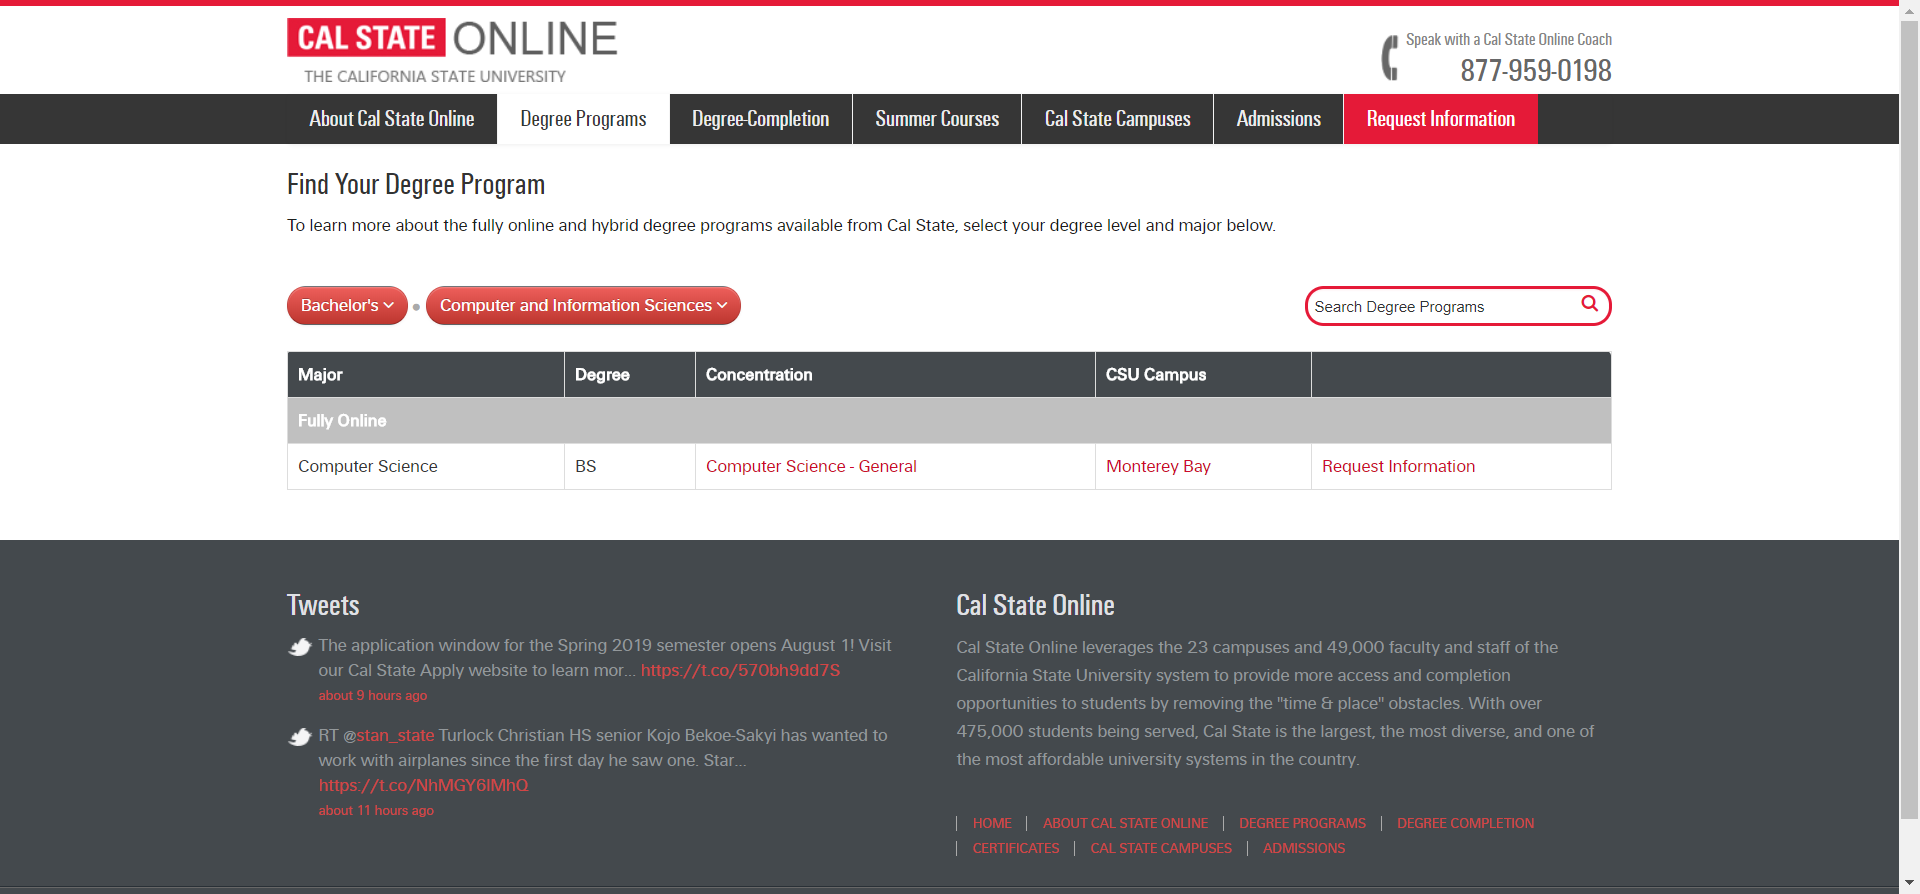 CAL STATE ONLINE
THE CALIFORNIA STATE UNIVERSITY
Speak with a Cal State Online Coach
877-959-0198
About Cal State Online
Degree Programs
Degree-Completion
Summer Courses
Cal State Campuses
Admissions
Request Information
Find Your Degree Program
To learn more about the fully online and hybrid degree programs available from Cal State, select your degree level and major below.
Bachelor's
Computer and Information Sciences
Search Degree Programs
Major Degree Concentration CSU Campus
Fully Online
Computer Science BS Computer Science - General Monterey Bay Request Information
Tweets
The application window for the Spring 2019 semester opens August 1! Visit
our Cal State Apply website to learn mor... https://t.co/570bh9dd7S
about 9 hours ago
RT @stan_state Turlock Christian HS senior Kojo Bekoe-Sakyi has wanted to
work with airplanes since the first day he saw one. Star...
https://t.co/NhMGY6IMhQ
about 11 hours ago
Cal State Online
Cal State Online leverages the 23 campuses and 49,000 faculty and staff of the
California State University system to provide more access and completion
opportunities to students by removing the "time & place" obstacles. With over
475,000 students being served, Cal State is the largest, the most diverse, and one of
the most affordable university systems in the country.
| HOME | ABOUT CAL STATE ONLINE | DEGREE PROGRAMS | DEGREE COMPLETION
| CERTIFICATES | CAL STATE CAMPUSES | ADMISSIONS